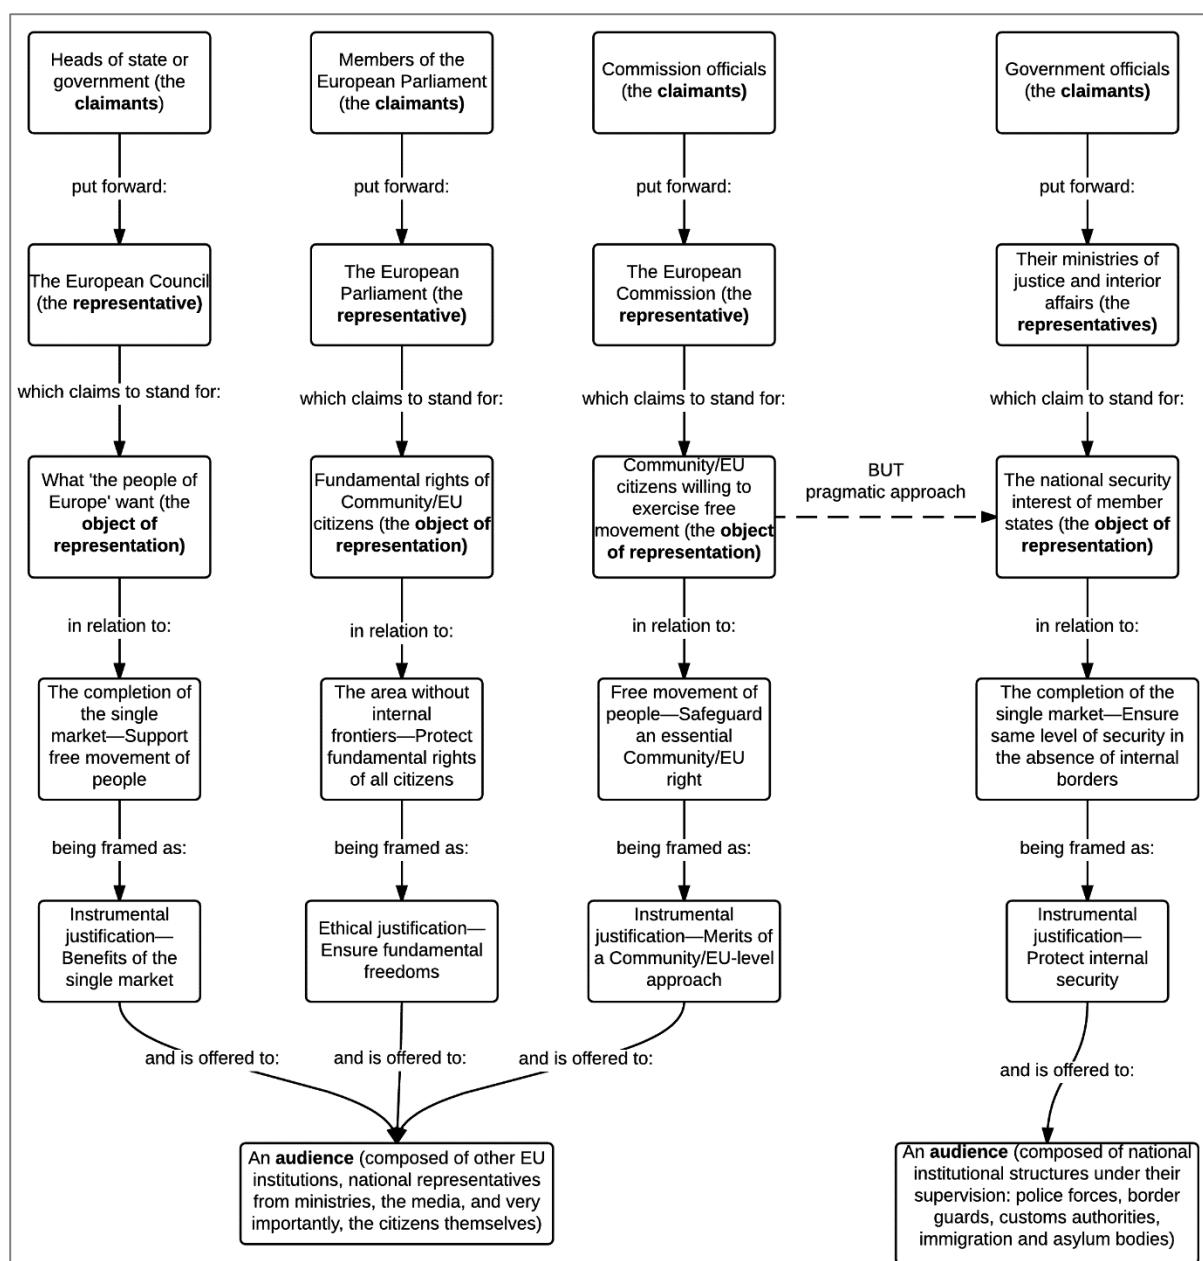 Heads of state or
government (the
claimants)
put forward:
The European Council
(the representative)
which claims to stand for:
What 'the people of
Europe' want (the
object of
representation)
in relation to:
The completion of
the single
market—Support
free movement of
people
being framed as:
Instrumental
justification—
Benefits of the
single market
and is offered to:
Members of the
European Parliament
(the claimants)
put forward:
The European
Parliament (the
representative)
which claims to stand for:
Fundamental rights of
Community/EU
citizens (the object of
representation)
in relation to:
The area without
internal
frontiers—Protect
fundamental rights
of all citizens
being framed as:
Ethical justification—
Ensure fundamental
freedoms
and is offered to:
Commission officials
(the claimants)
put forward:
The European
Commission (the
representative)
which claims to stand for:
Community/EU
citizens willing to
exercise free
movement (the object
of representation)
BUT
pragmatic approach
in relation to:
Free movement of
people—Safeguard
an essential
Community/EU
right
being framed as:
Instrumental
justification—Merits of
a Community/EU-level
approach
and is offered to:
An audience (composed of other EU
institutions, national representatives
from ministries, the media, and very
importantly, the citizens themselves)
Government officials
(the claimants)
put forward:
Their ministries of
justice and interior
affairs (the
representatives)
which claim to stand for:
The national security
interest of member
states (the object of
representation)
in relation to:
The completion of the
single market—Ensure
same level of security in
the absence of internal
borders
being framed as:
Instrumental
justification—
Protect internal
security
and is offered to:
An audience (composed of national
institutional structures under their
supervision: police forces, border
guards, customs authorities,
immigration and asylum bodies)